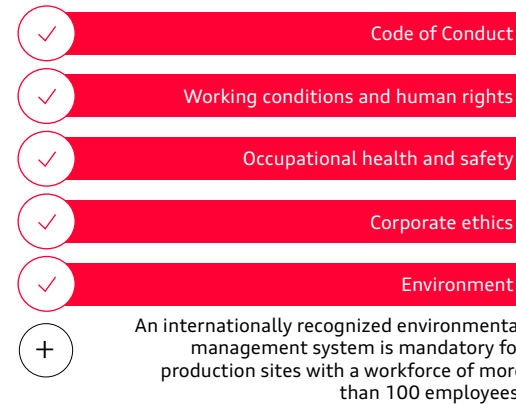 Code of Conduct
Working conditions and human rights
Occupational health and safety
Corporate ethics
Environment
An internationally recognized environmenta
management system is mandatory fo
production sites with a workforce of more
than 100 employees